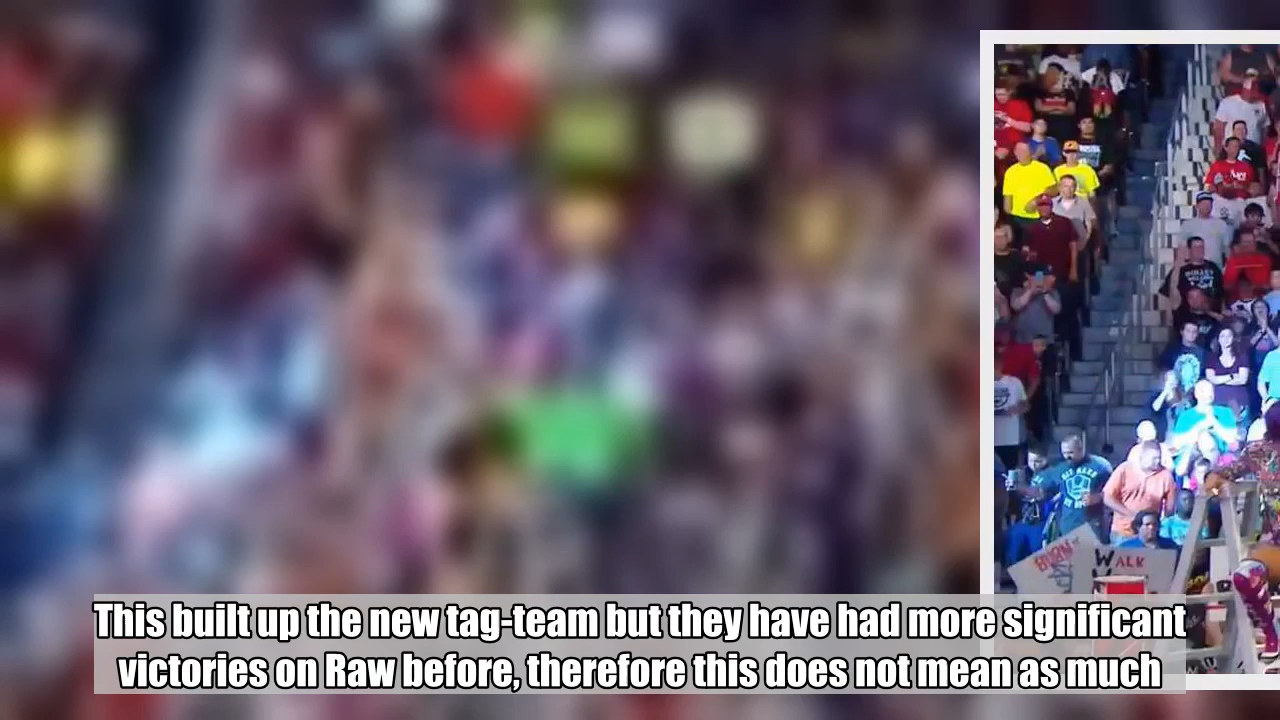 WALK
This built up the new tag-team but they have had more significant
victories on Raw before, therefore this does not mean as much